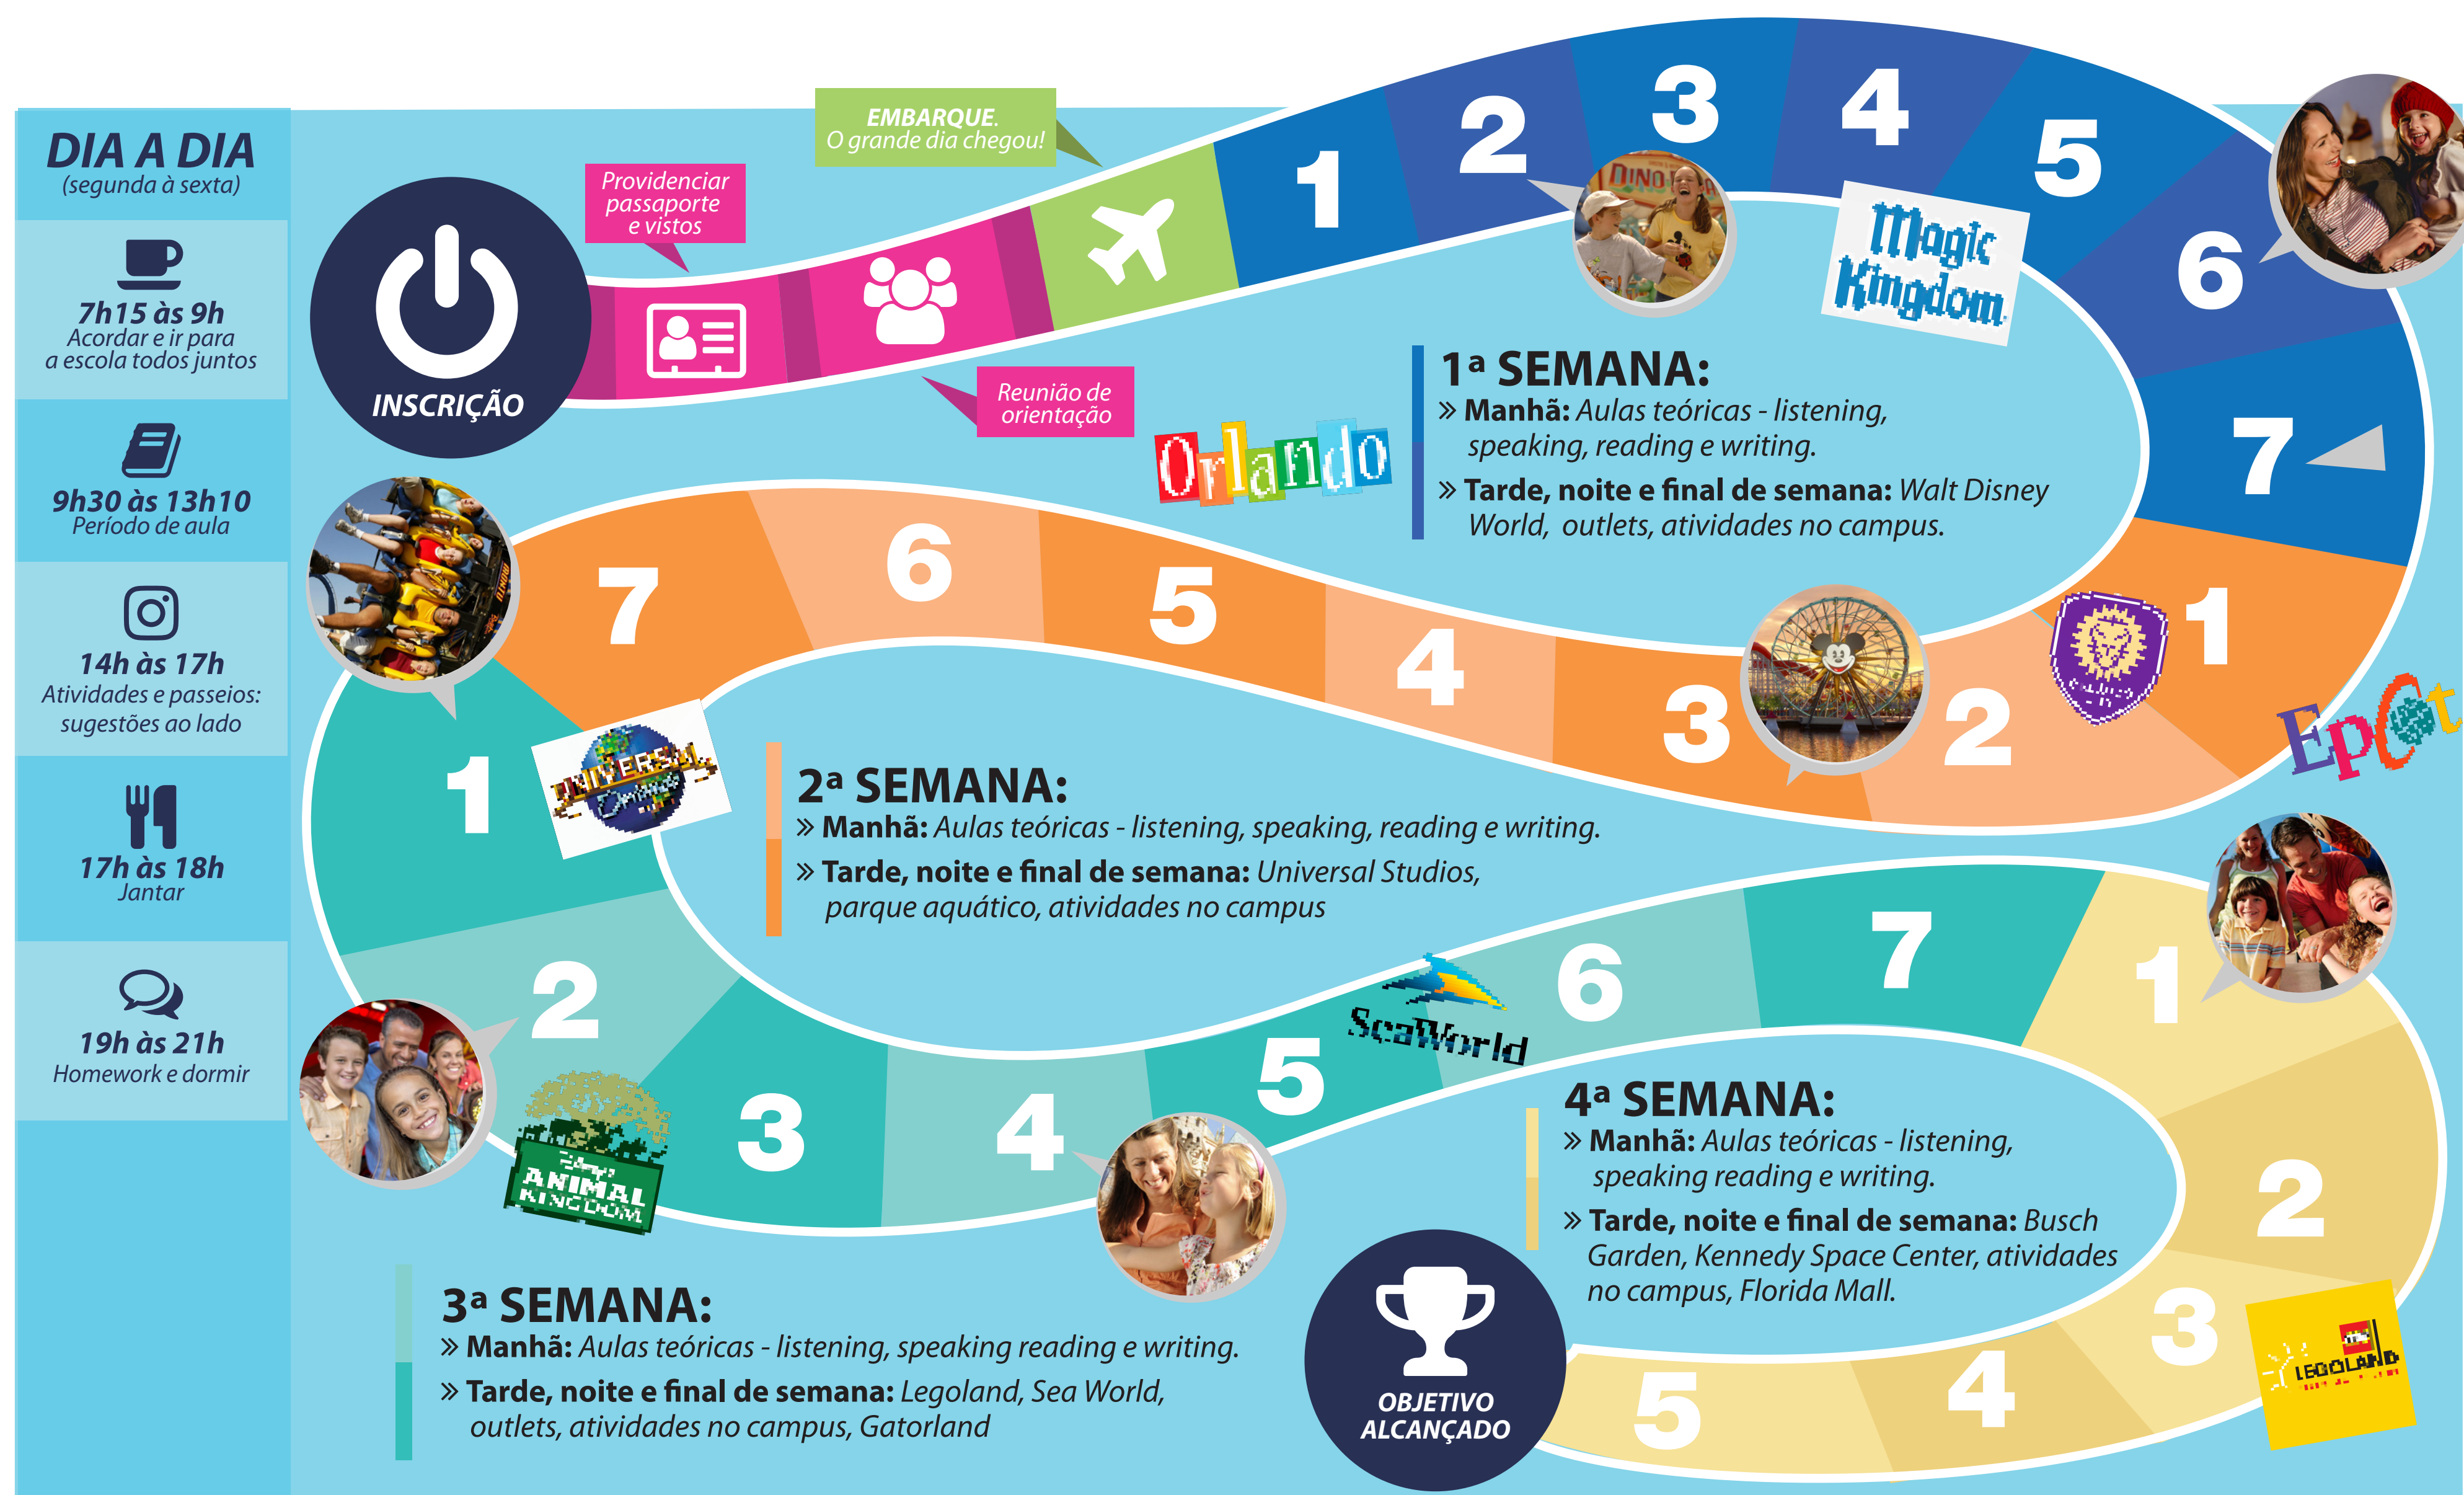 DIA A DIA
(segunda à sexta)
7h15 às 9h
Acordar e ir para
a escola todos juntos
9h30 às 13h10
Período de aula
14h às 17h
Atividades e passeios:
sugestões ao lado
17h às 18h
Jantar
19h às 21h
Homework e dormir
INSCRIÇÃO
Providenciar
passaporte
e vistos
Reunião de
orientação
EMBARQUE.
O grande dia chegou!
1
2
3
4
5
6
7
DINO
Magic
Kingdom
Orlando
1ª SEMANA:
» Manhã: Aulas teóricas - listening,
speaking, reading e writing.
» Tarde, noite e final de semana: Walt Disney
World, outlets, atividades no campus.
1
2
3
4
5
6
7
Epcot
UNIVERSAL
2ª SEMANA:
» Manhã: Aulas teóricas - listening, speaking, reading e writing.
» Tarde, noite e final de semana: Universal Studios,
parque aquático, atividades no campus
1
2
3
4
5
6
7
ANIMAL
KINGDOM
SeaWorld
3ª SEMANA:
» Manhã: Aulas teóricas - listening, speaking reading e writing.
» Tarde, noite e final de semana: Legoland, Sea World,
outlets, atividades no campus, Gatorland
1
2
3
4
5
LEGOLAND
4ª SEMANA:
» Manhã: Aulas teóricas - listening,
speaking reading e writing.
» Tarde, noite e final de semana: Busch
Garden, Kennedy Space Center, atividades
no campus, Florida Mall.
OBJETIVO
ALCANÇADO